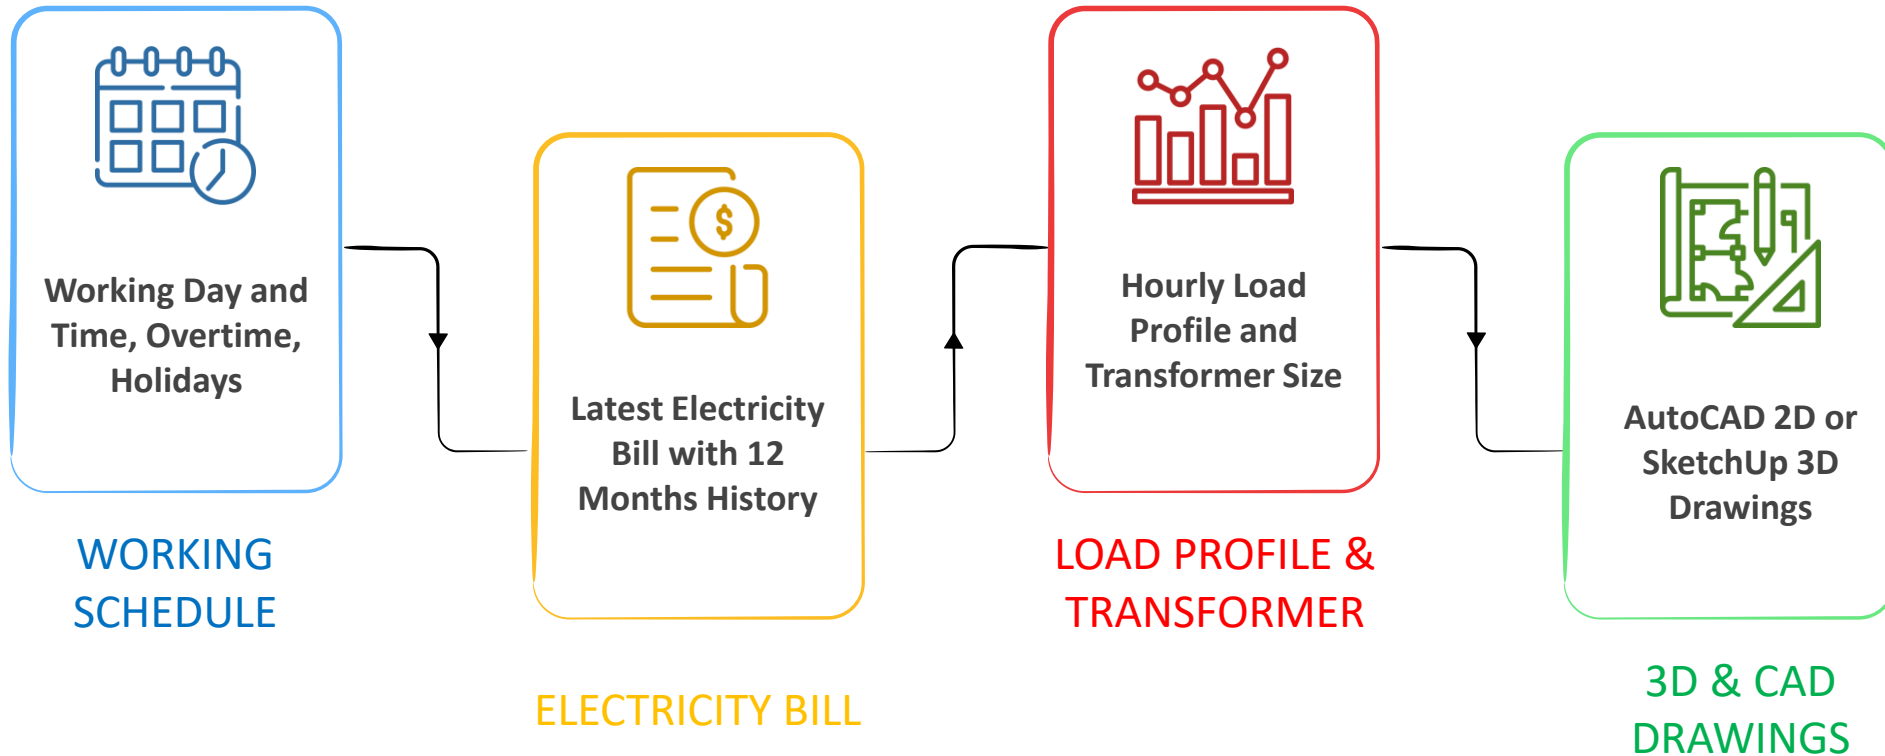 Working Day and
Time, Overtime,
Holidays
WORKING
SCHEDULE
$
Latest Electricity
Bill with 12
Months History
ELECTRICITY BILL
Hourly Load
Profile and
Transformer Size
LOAD PROFILE &
TRANSFORMER
AutoCAD 2D or
SketchUp 3D
Drawings
3D & CAD
DRAWINGS